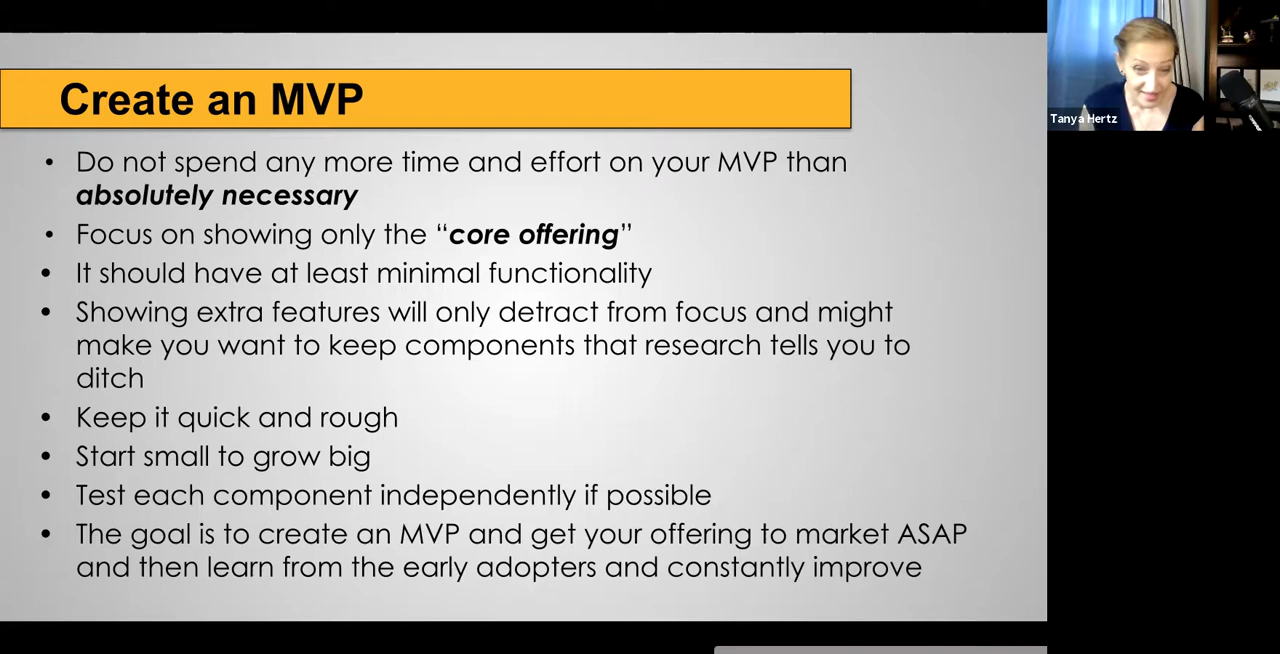 Create an MVP
• Do not spend any more time and effort on your MVP than
absolutely necessary
• Focus on showing only the “core offering”
• It should have at least minimal functionality
• Showing extra features will only detract from focus and might
make you want to keep components that research tells you to
ditch
• Keep it quick and rough
• Start small to grow big
• Test each component independently if possible
• The goal is to create an MVP and get your offering to market ASAP
and then learn from the early adopters and constantly improve
Tanya Hertz